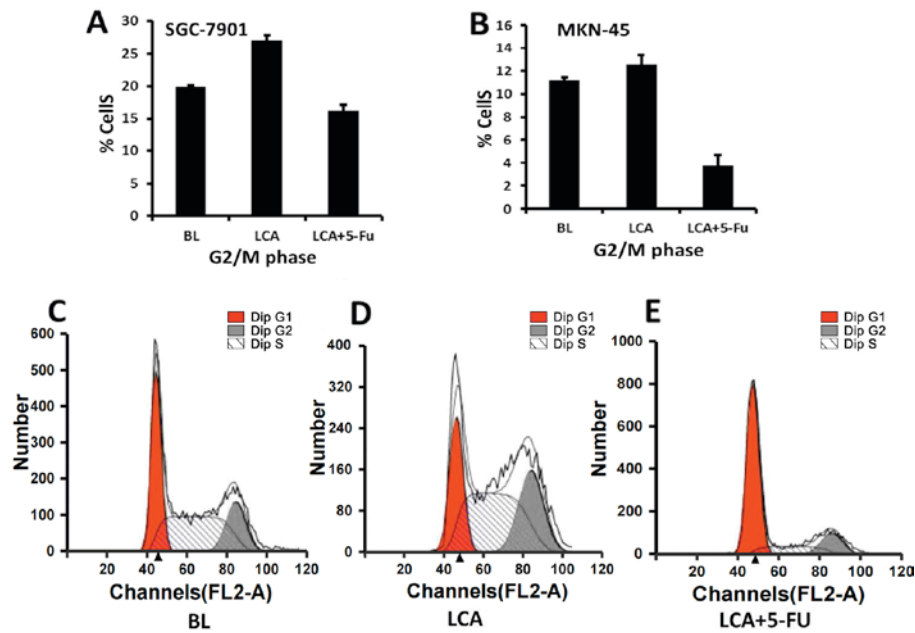 A
SGC-7901
% CellS
30
25
20
15
10
5
0
BL LCA LCA+5-Fu
G2/M phase
B
MKN-45
% CellS
16
14
12
10
8
6
4
2
0
BL LCA LCA+5-Fu
G2/M phase
C
Dip G1
Dip G2
Dip S
Number
600
500
400
300
200
100
0
20 40 60 80 100 120
Channels(FL2-A)
BL
D
Dip G1
Dip G2
Dip S
Number
400
320
240
160
80
0
20 40 60 80 100 120
Channels(FL2-A)
LCA
E
Dip G1
Dip G2
Dip S
Number
1000
800
600
400
200
0
20 40 60 80 100 120
Channels(FL2-A)
LCA+5-FU